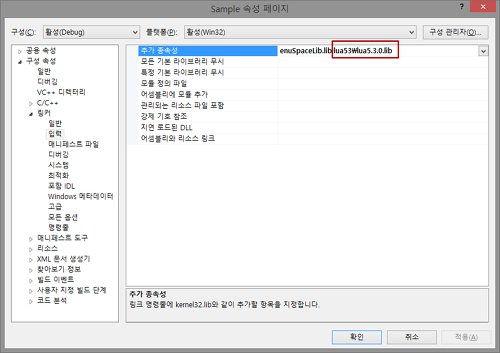 Sample 속성 페이지
구성(C): 활성(Debug) 플랫폼(P): 활성(Win32) 구성 관리자(O)...
공용 속성
구성 속성
일반
디버깅
VC++ 디렉터리
C/C++
링커
일반
입력
매니페스트 파일
디버깅
시스템
최적화
포함 IDL
Windows 메타데이터
고급
모든 옵션
명령줄
매니페스트 도구
리소스
XML 문서 생성기
찾아보기 정보
빌드 이벤트
사용자 지정 빌드 단계
코드 분석
추가 종속성 enuSpaceLib.lib;lua53₩lua5.3.0.lib
모든 기본 라이브러리 무시
특정 기본 라이브러리 무시
모듈 정의 파일
어셈블리에 모듈 추가
관리되는 리소스 파일 포함
강제 기호 참조
지연 로드된 DLL
어셈블리와 리소스 링크
추가 종속성
링크 명령줄에 kernel32.lib와 같이 추가할 항목을 지정합니다.
확인 취소 적용(A)